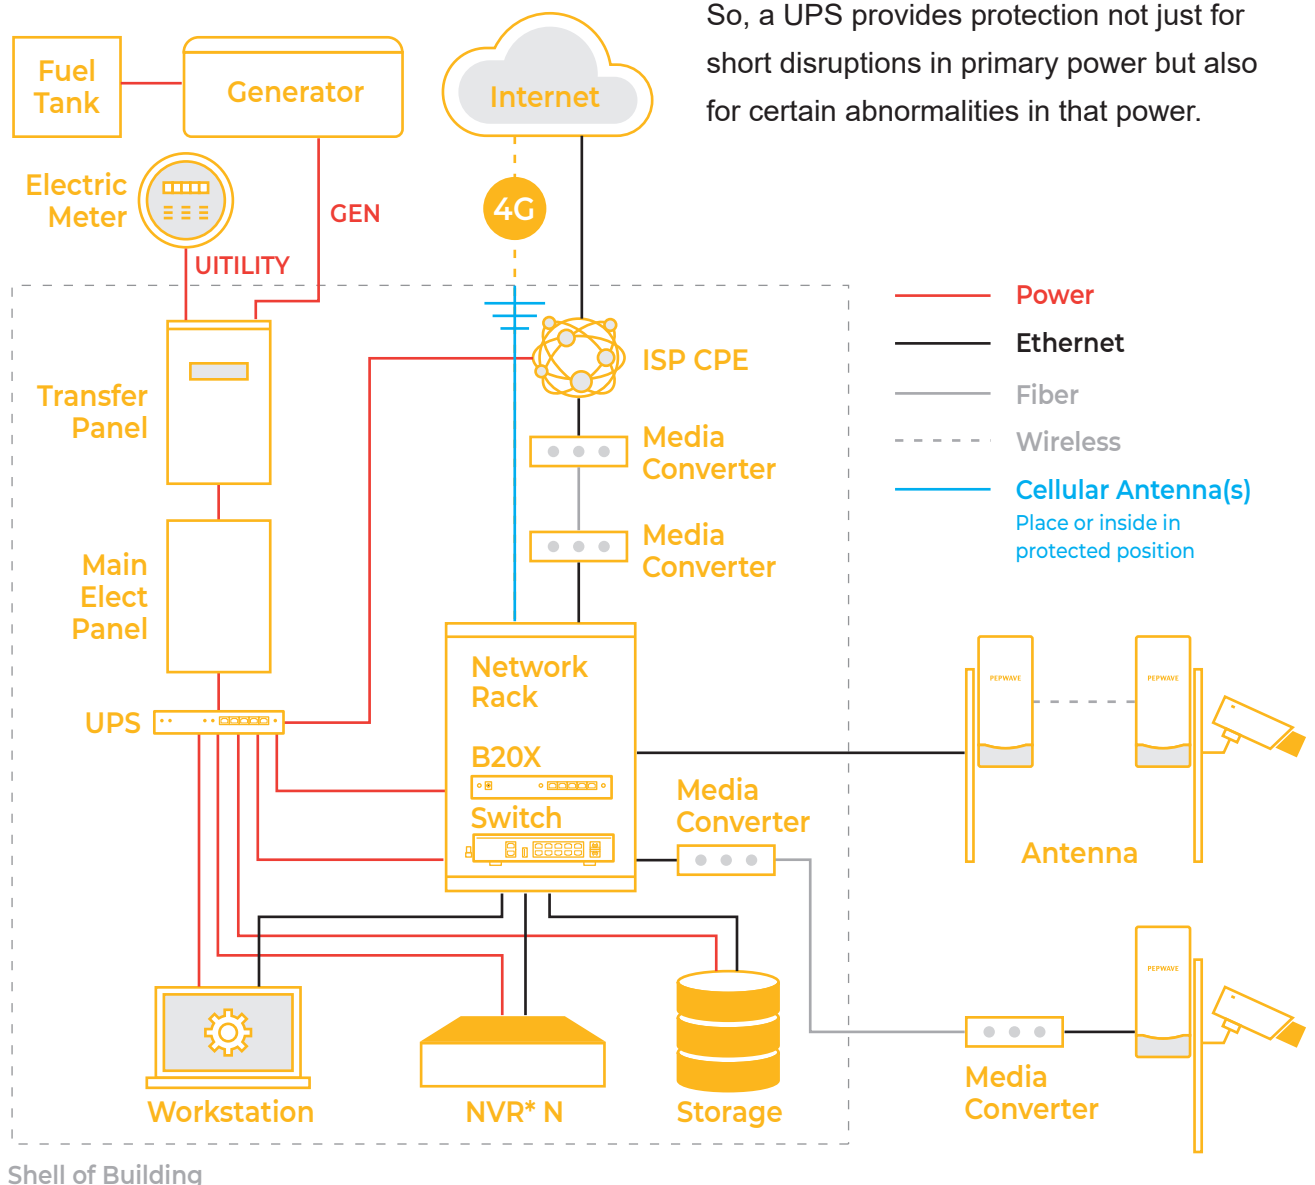 So, a UPS provides protection not just for
short disruptions in primary power but also
for certain abnormalities in that power.
Fuel
Tank
Generator
Internet
Electric
Meter
4G
GEN
UITILITY
Power
Ethernet
Fiber
Wireless
Cellular Antenna(s)
Place or inside in
protected position
ISP CPE
Transfer
Panel
Media
Converter
Media
Converter
Main
Elect
Panel
Network
Rack
UPS
B20X
Switch
Media
Converter
PEPWAVE
PEPWAVE
Antenna
PEPWAVE
Media
Converter
Workstation
NVR* N
Storage
Shell of Building